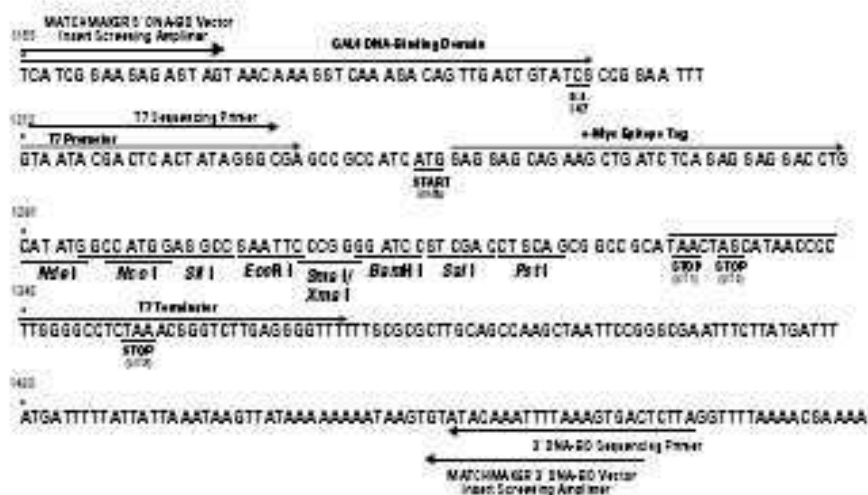 MATCHMAKER 5' DNA-BD Vector
Insert Screening Amplimer
GAL4 DNA-Binding Domain
TCA TCG GAA GAG AGT AGT AAC AAA GGT CAA AGA CAG TTG ACT GTA TCG CCG GAA TTT
T7 Sequencing Primer
T7 Promoter
c-Myc Epitope Tag
GTA ATA CGA CTC ACT ATA GGG CGA GCC GCC ATC ATG GAG GAG CAG AAG CTG ATC TCA GAG GAG GAC CTG
START
CAT ATG GCC ATG GAG GCC GAA TTC CCG GGG ATC CGT CGA CCT GCA GCG GCC GCA TAA CTA GCA TAA CCC C
Nde I
Nco I
Sfi I
EcoR I
Sma I/
Xma I
BamH I
Sal I
Pst I
STOP
STOP
T7 Terminator
TTGGGGCCTCTAAACGGGTCTTGAGGGGTTTTTTGCGCGCTTGCAGCCAAGCTAATTCCGGGCGAATTTCTTATGATTT
STOP
ATGATTTTTATTATTAAATAAGTTATAAAAAAAATAAGTGTATACAAATTTTAAAGTGACTCTTAGGTTTTAAAACGAAAA
3' DNA-BD Sequencing Primer
MATCHMAKER 3' DNA-BD Vector
Insert Screening Amplimer